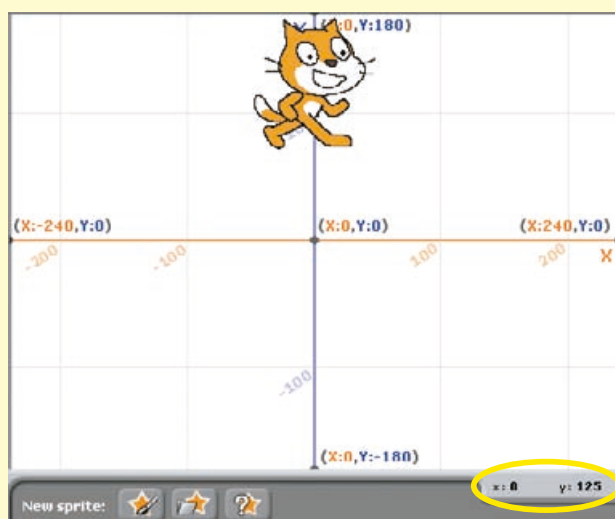 (X:0,Y:180)
(X:-240,Y:0) (X:0,Y:0) (X:240,Y:0)
-200 -100 100 200 X
-100
(X:0,Y:-180)
x: 0 y: 125
New sprite: